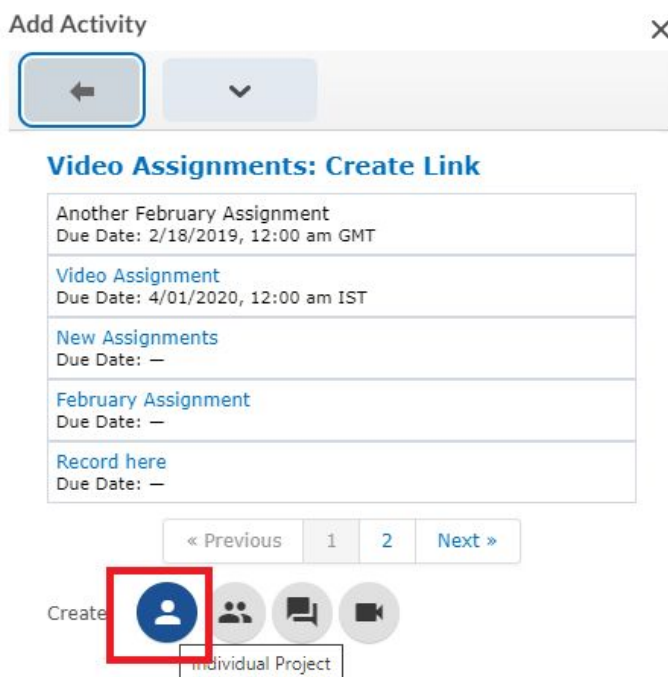 Add Activity
Video Assignments: Create Link
Another February Assignment
Due Date: 2/18/2019, 12:00 am GMT
Video Assignment
Due Date: 4/01/2020, 12:00 am IST
New Assignments
Due Date: —
February Assignment
Due Date: —
Record here
Due Date: —
« Previous 1 2 Next »
Create
Individual Project